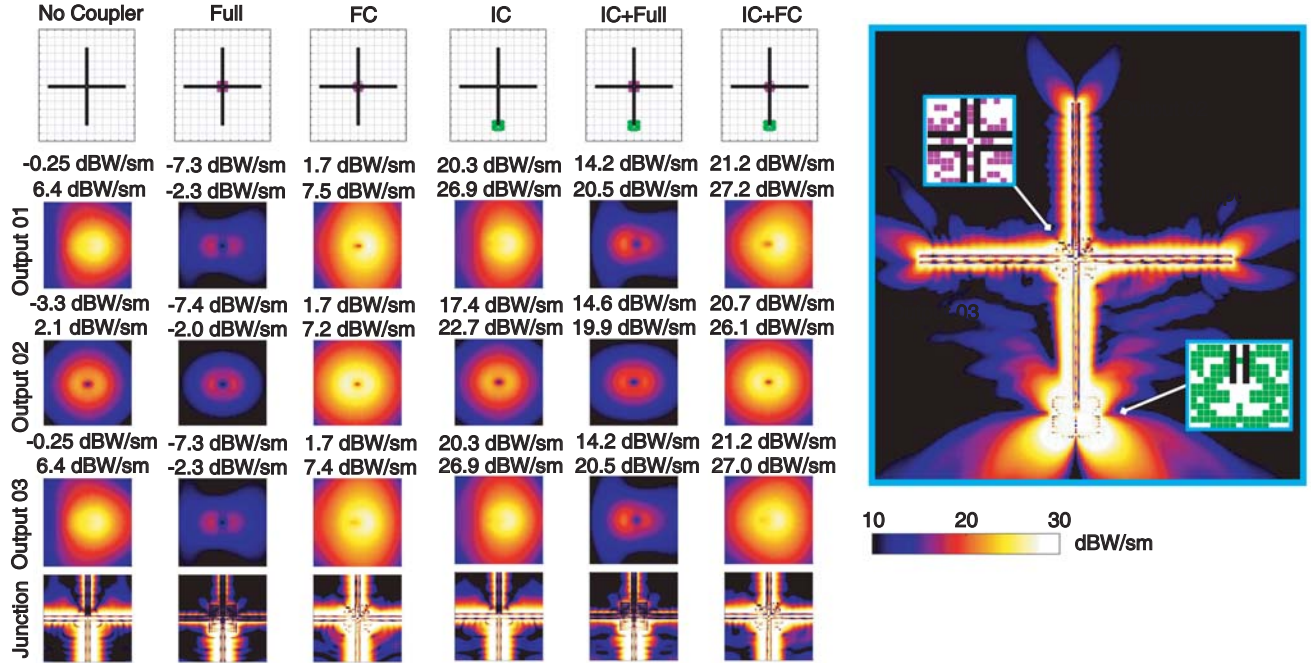 No Coupler Full FC IC IC+Full IC+FC
-0.25 dBW/sm -7.3 dBW/sm 1.7 dBW/sm 20.3 dBW/sm 14.2 dBW/sm 21.2 dBW/sm
6.4 dBW/sm -2.3 dBW/sm 7.5 dBW/sm 26.9 dBW/sm 20.5 dBW/sm 27.2 dBW/sm
Output 01
-3.3 dBW/sm -7.4 dBW/sm 1.7 dBW/sm 17.4 dBW/sm 14.6 dBW/sm 20.7 dBW/sm
2.1 dBW/sm -2.0 dBW/sm 7.2 dBW/sm 22.7 dBW/sm 19.9 dBW/sm 26.1 dBW/sm
Output 02
-0.25 dBW/sm -7.3 dBW/sm 1.7 dBW/sm 20.3 dBW/sm 14.2 dBW/sm 21.2 dBW/sm
6.4 dBW/sm -2.3 dBW/sm 7.4 dBW/sm 26.9 dBW/sm 20.5 dBW/sm 27.0 dBW/sm
Output 03
Junction
03
10 20 30
dBW/sm